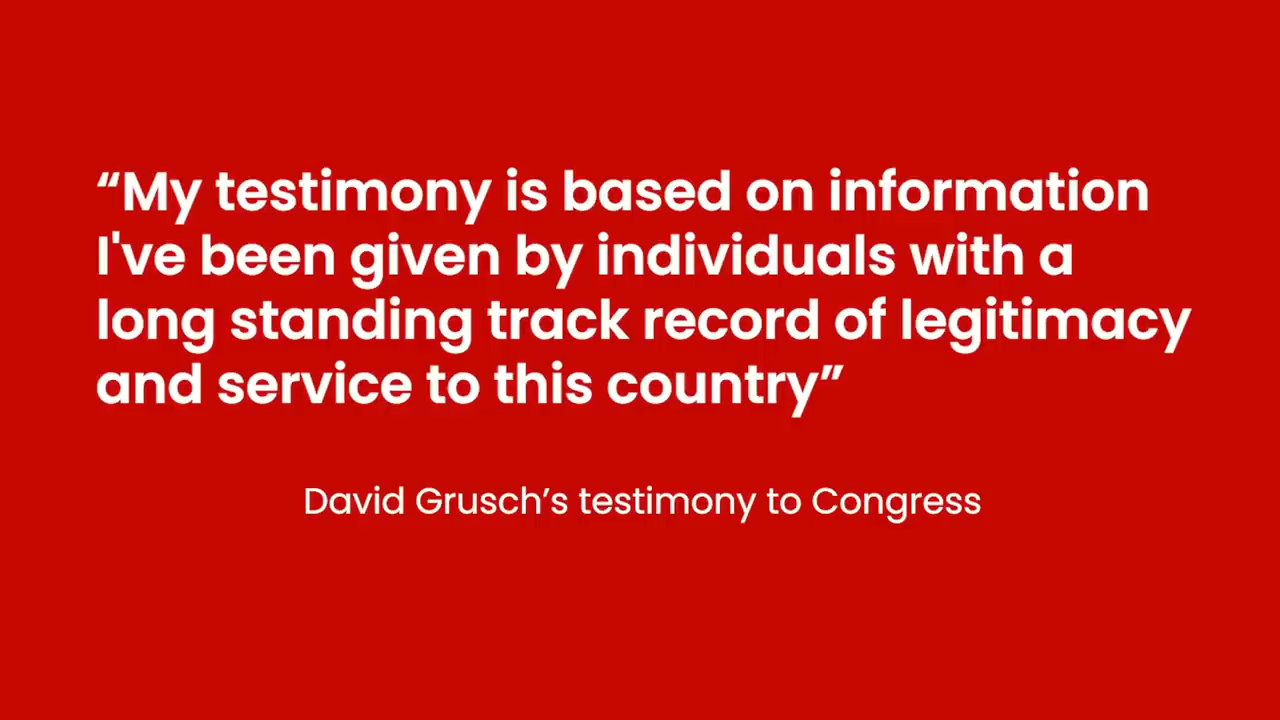 “My testimony is based on information
I've been given by individuals with a
long standing track record of legitimacy
and service to this country”
David Grusch’s testimony to Congress